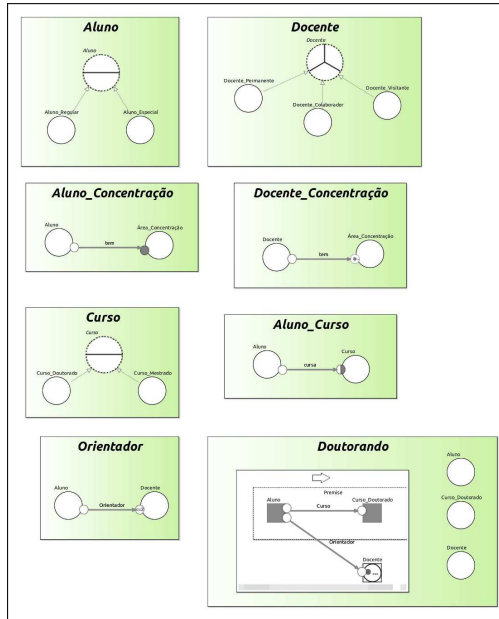 Aluno
Aluno
Aluno_Regular
Aluno_Especial
Docente
Docente
Docente_Permanente
Docente_Visitante
Docente_Colaborador
Aluno_Concentração
Aluno
Área_Concentração
tem
Docente_Concentração
Docente
Área_Concentração
tem
Curso
Curso
Curso_Doutorado
Curso_Mestrado
Aluno_Curso
Aluno
Curso
cursa
Orientador
Aluno
Docente
Orientador
Doutorando
Premise
Aluno
Curso_Doutorado
Curso
Orientador
Docente
Aluno
Curso_Doutorado
Docente